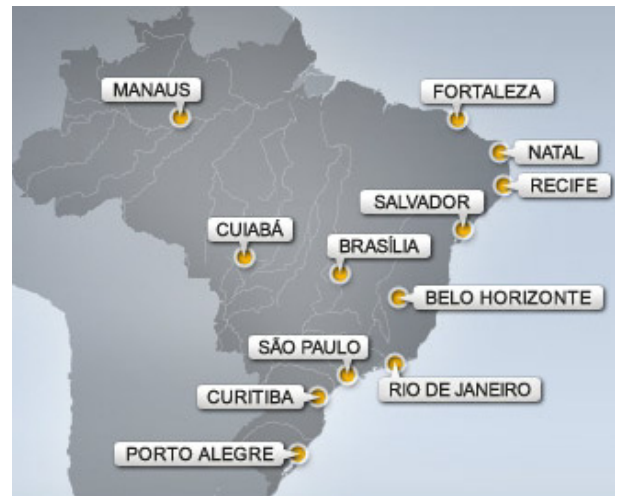 MANAUS
FORTALEZA
NATAL
RECIFE
SALVADOR
CUIABÁ
BRASÍLIA
BELO HORIZONTE
SÃO PAULO
RIO DE JANEIRO
CURITIBA
PORTO ALEGRE